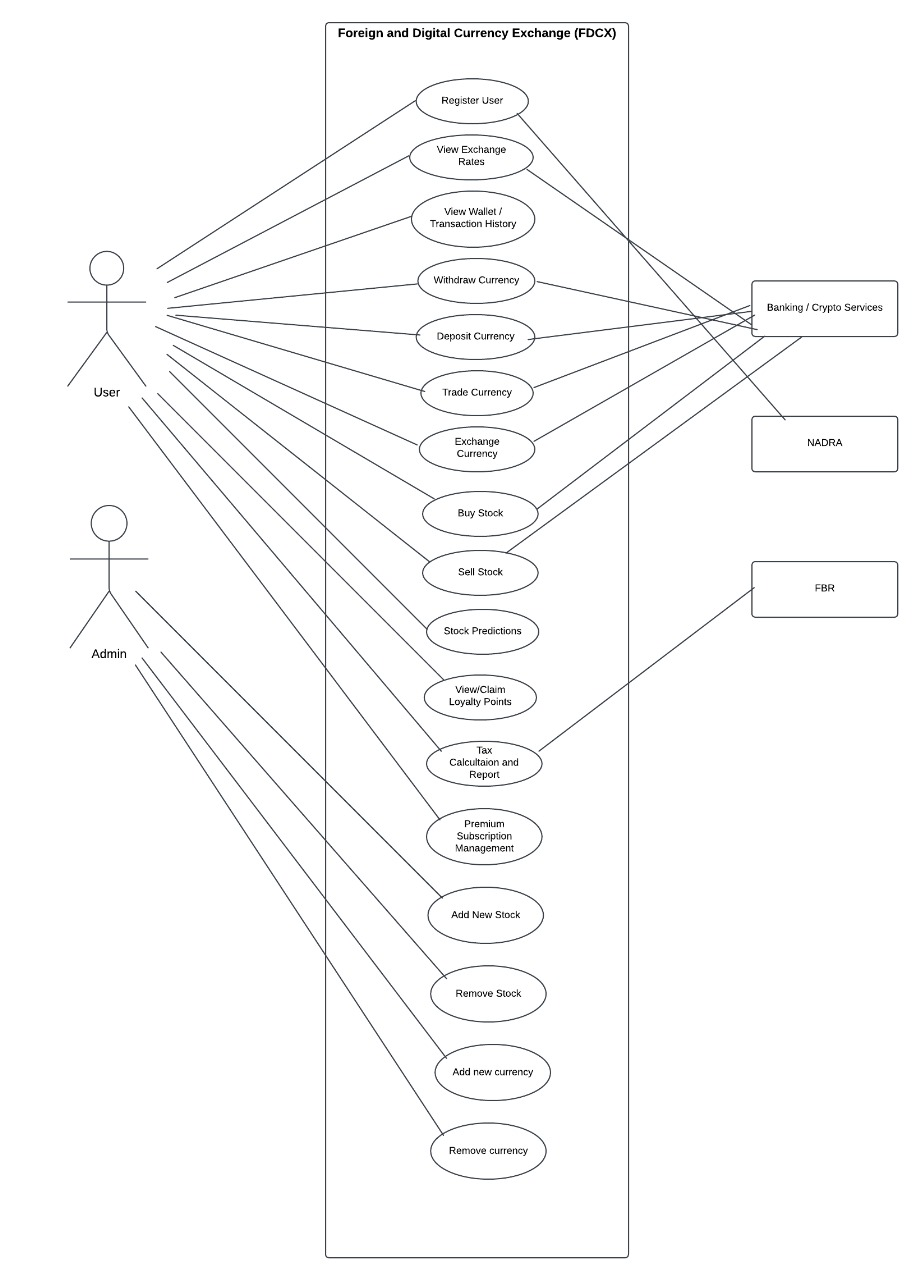 Foreign and Digital Currency Exchange (FDCX)
Register User
View Exchange
Rates
View Wallet /
Transaction History
Withdraw Currency
Deposit Currency
Trade Currency
Exchange
Currency
Buy Stock
Sell Stock
Stock Predictions
View/Claim
Loyalty Points
Tax
Calcultaion and
Report
Premium
Subscription
Management
Add New Stock
Remove Stock
Add new currency
Remove currency
User
Admin
Banking / Crypto Services
NADRA
FBR